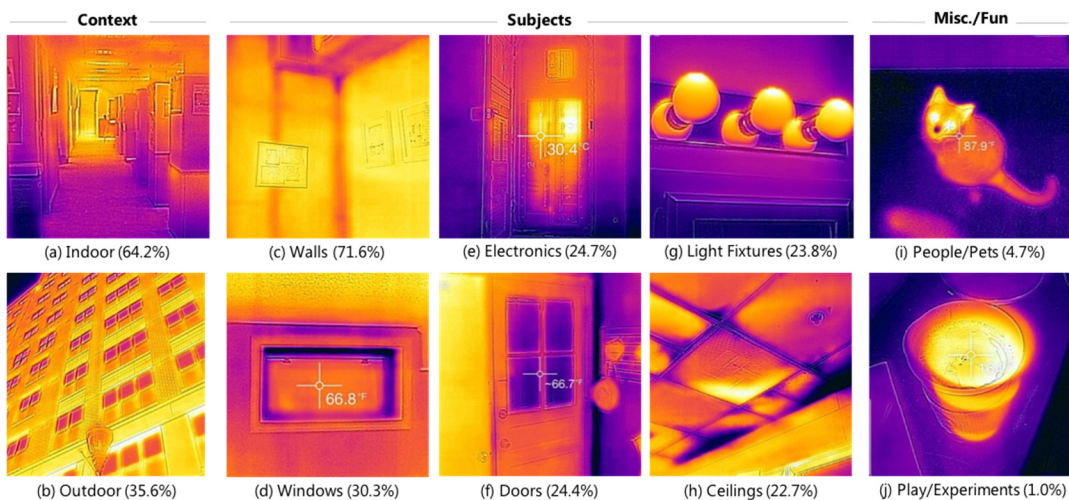 Context
Subjects
Misc./Fun
30.4 °C
87.9 °F
(a) Indoor (64.2%)
(c) Walls (71.6%)
(e) Electronics (24.7%)
(g) Light Fixtures (23.8%)
(i) People/Pets (4.7%)
66.8 °F
~66.7 °F
(b) Outdoor (35.6%)
(d) Windows (30.3%)
(f) Doors (24.4%)
(h) Ceilings (22.7%)
(j) Play/Experiments (1.0%)